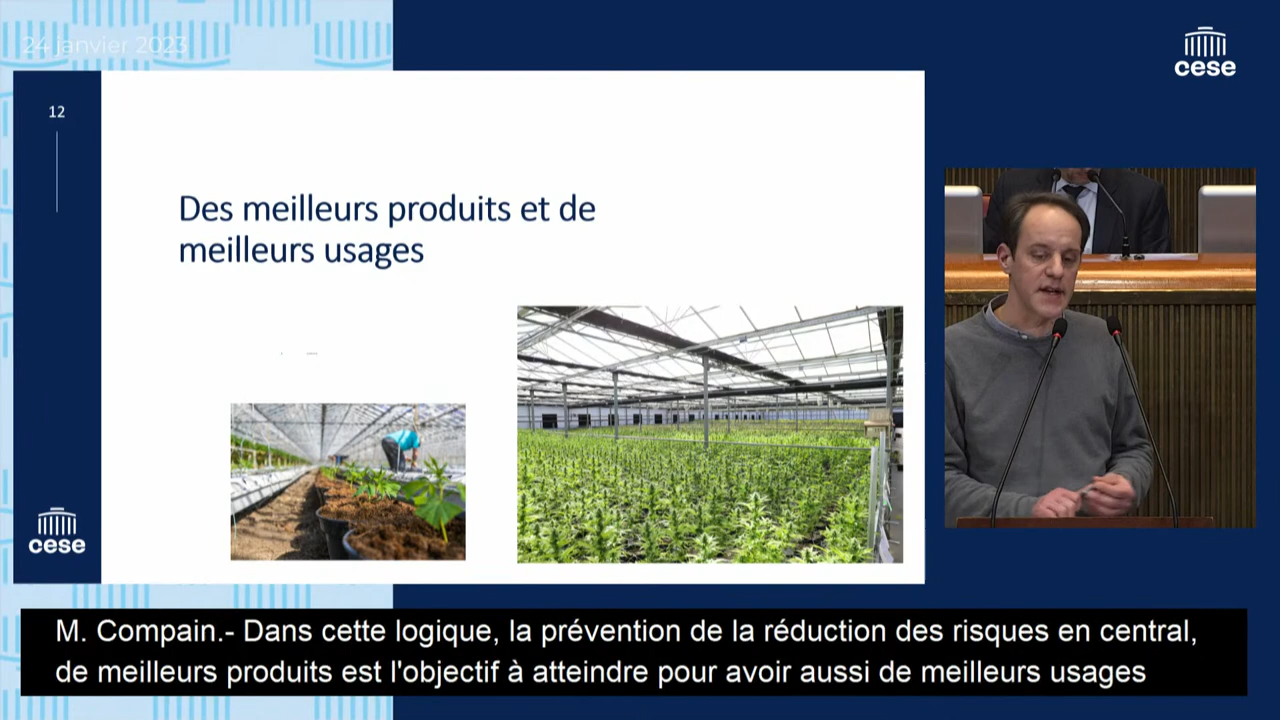 24 janvier 2023
cese
12
Des meilleurs produits et de
meilleurs usages
cese
M. Compain.- Dans cette logique, la prévention de la réduction des risques en central,
de meilleurs produits est l'objectif à atteindre pour avoir aussi de meilleurs usages